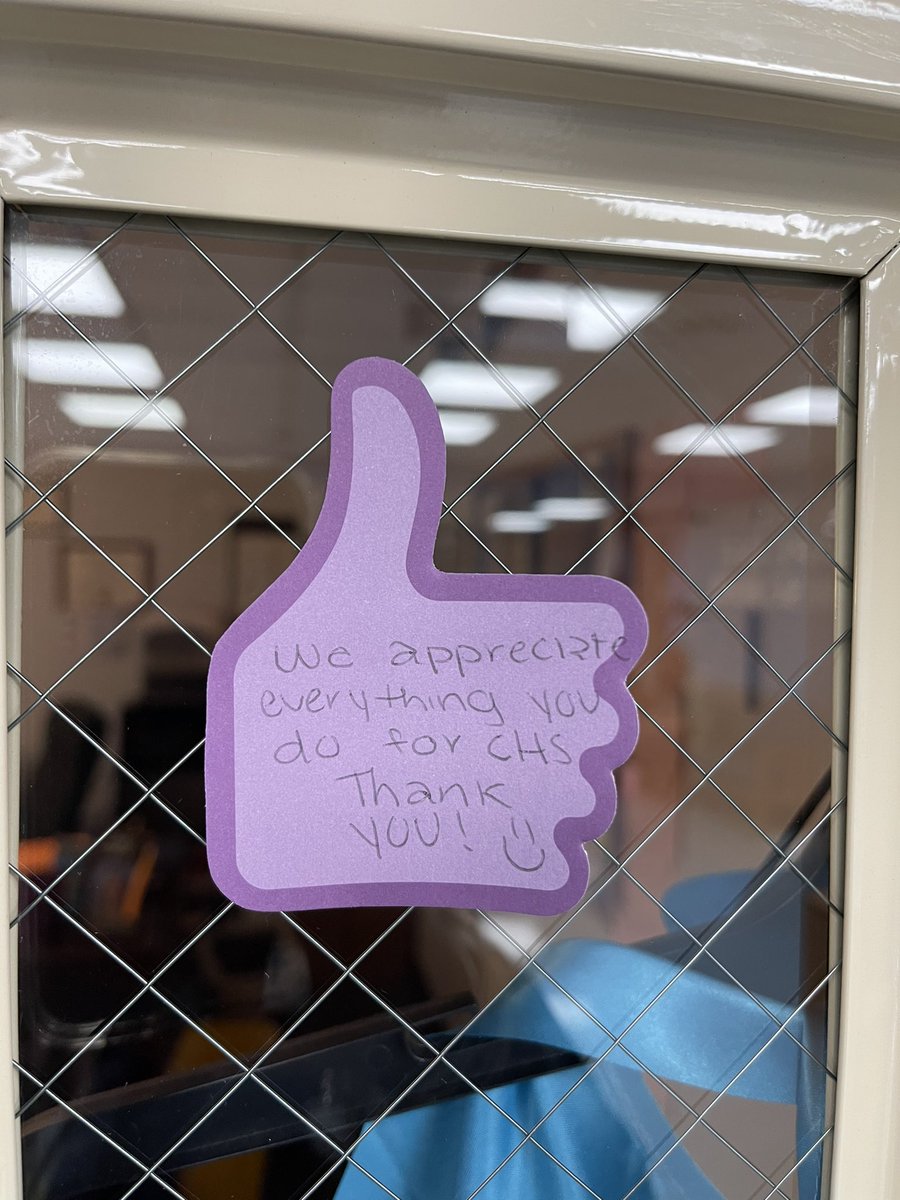 We appreciate
everything you
do for CHS
Thank
you! :)